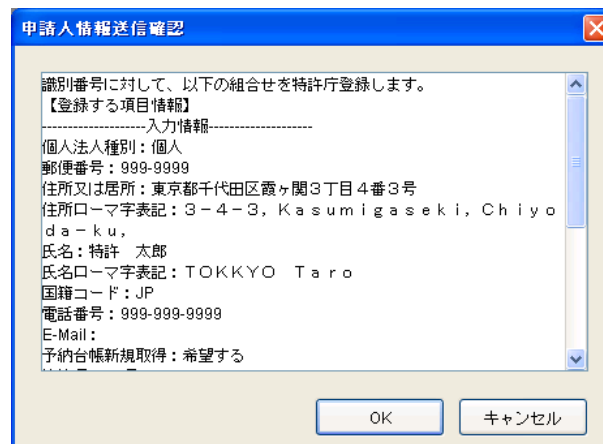 申請人情報送信確認
識別番号に対して、以下の組合せを特許庁登録します。
【登録する項目情報】
-------------------入力情報-------------------
個人法人種別：個人
郵便番号：999-9999
住所又は居所：東京都千代田区霞ヶ関３丁目４番３号
住所ローマ字表記：３－４－３，Ｋａｓｕｍｉｇａｓｅｋｉ，Ｃｈｉｙｏ
ｄａ－ｋｕ，
氏名：特許　太郎
氏名ローマ字表記：ＴＯＫＫＹＯ　Ｔａｒｏ
国籍コード：JP
電話番号：999-999-9999
E-Mail：
予納台帳新規取得：希望する
OK
キャンセル